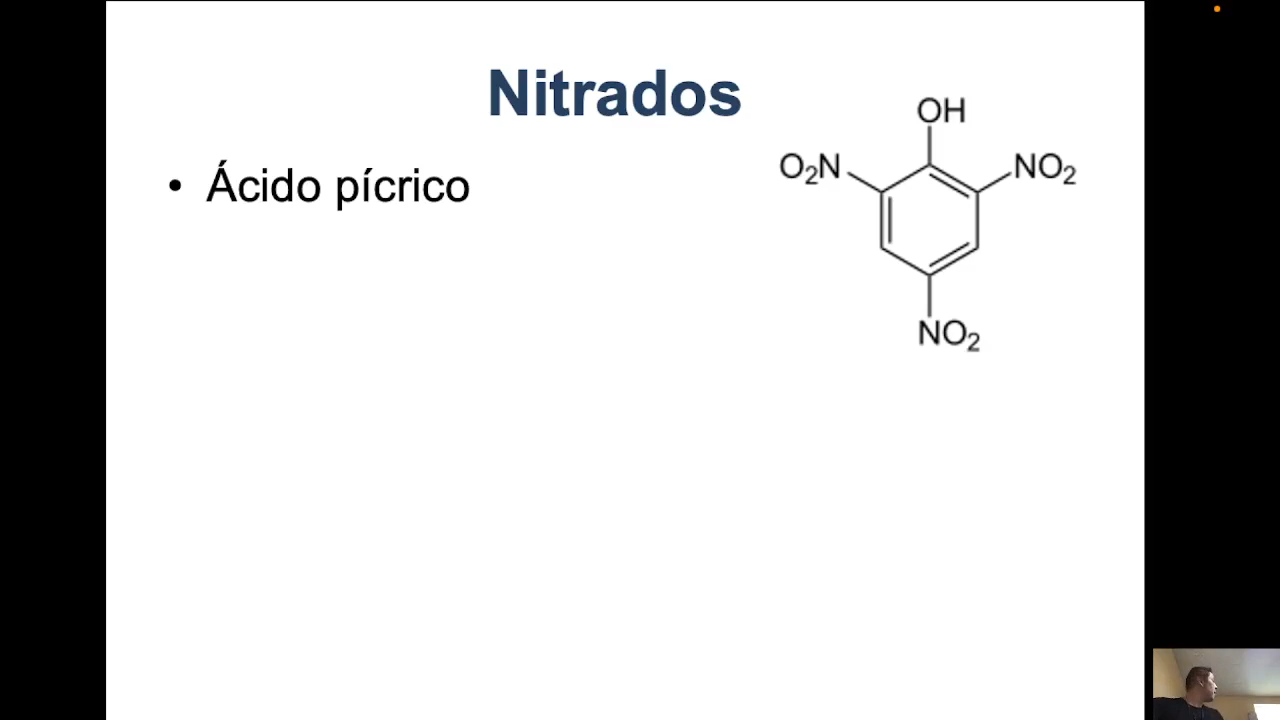 Nitrados
• Ácido pícrico
OH
O₂N
NO₂
NO₂